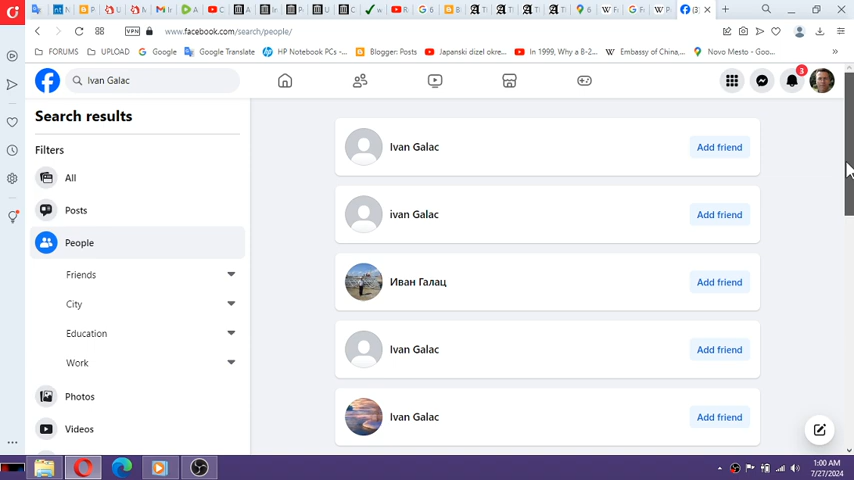 www.facebook.com/search/people/
VPN
FORUMS
UPLOAD
Google
Google Translate
HP Notebook PCs -...
Blogger: Posts
Japanski dizel okre...
In 1999, Why a B-2...
Embassy of China,...
Novo Mesto - Goo...
Ivan Galac
3
Search results
Filters
All
Posts
People
Friends
City
Education
Work
Photos
Videos
Ivan Galac
Add friend
ivan Galac
Add friend
Иван Галац
Add friend
Ivan Galac
Add friend
Ivan Galac
Add friend
1:00 AM
7/27/2024